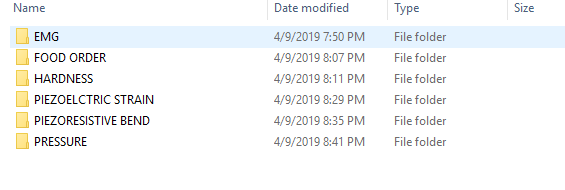 Name Date modified Type Size
EMG 4/9/2019 7:50 PM File folder
FOOD ORDER 4/9/2019 8:07 PM File folder
HARDNESS 4/9/2019 8:11 PM File folder
PIEZOELCTRIC STRAIN 4/9/2019 8:29 PM File folder
PIEZORESISTIVE BEND 4/9/2019 8:35 PM File folder
PRESSURE 4/9/2019 8:41 PM File folder